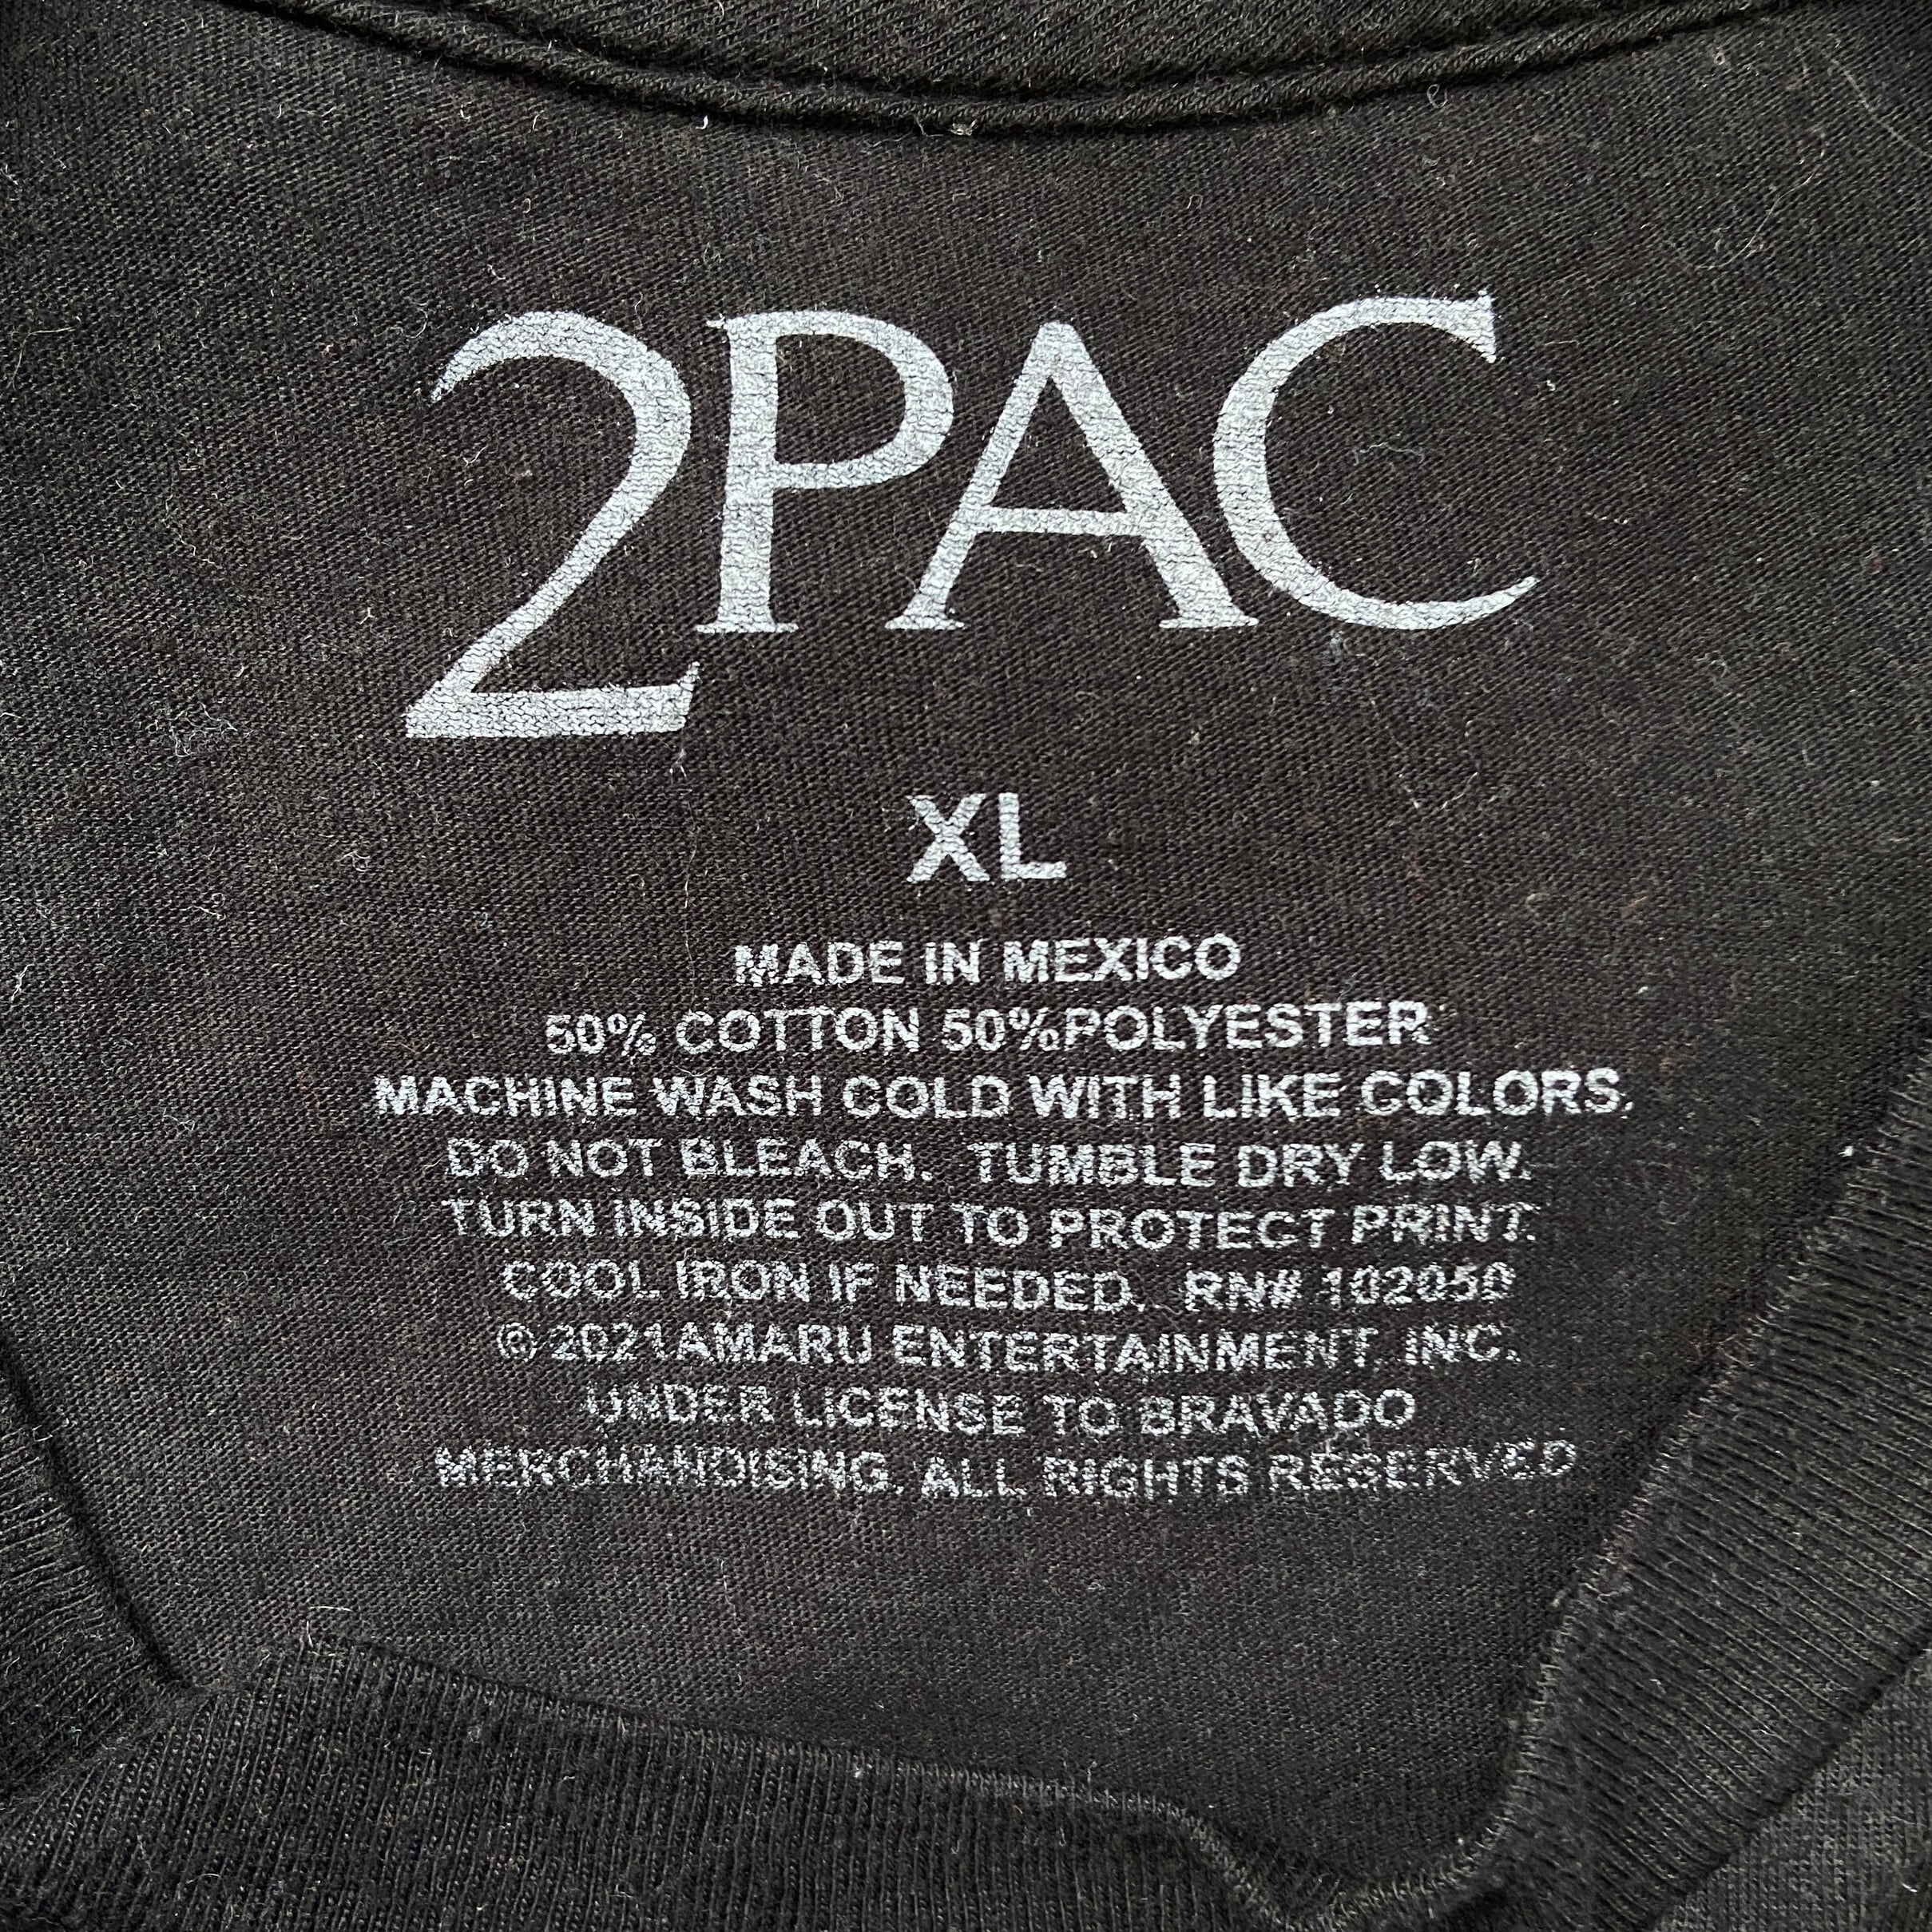 2PAC
XL
MADE IN MEXICO
50% COTTON 50%POLYESTER
MACHINE WASH COLD WITH LIKE COLORS.
DO NOT BLEACH. TUMBLE DRY LOW.
TURN INSIDE OUT TO PROTECT PRINT.
COOL IRON IF NEEDED. RN# 102050
© 2021AMARU ENTERTAINMENT, INC.
UNDER LICENSE TO BRAVADO
MERCHANDISING. ALL RIGHTS RESERVED